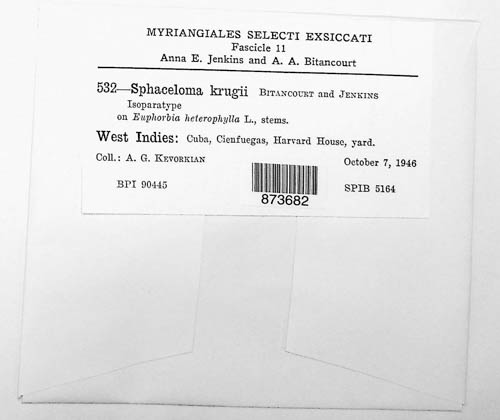 MYRIANGIALES SELECTI EXSICCATI
Fascicle 11
Anna E. Jenkins and A. A. Bitancourt
532—Sphaceloma krugii BITANCOURT and JENKINS
Isoparatype
on Euphorbia heterophylla L., stems.
West Indies: Cuba, Cienfuegas, Harvard House, yard.
Coll.: A. G. KEVORKIAN October 7, 1946
BPI 90445 SPIB 5164
873682